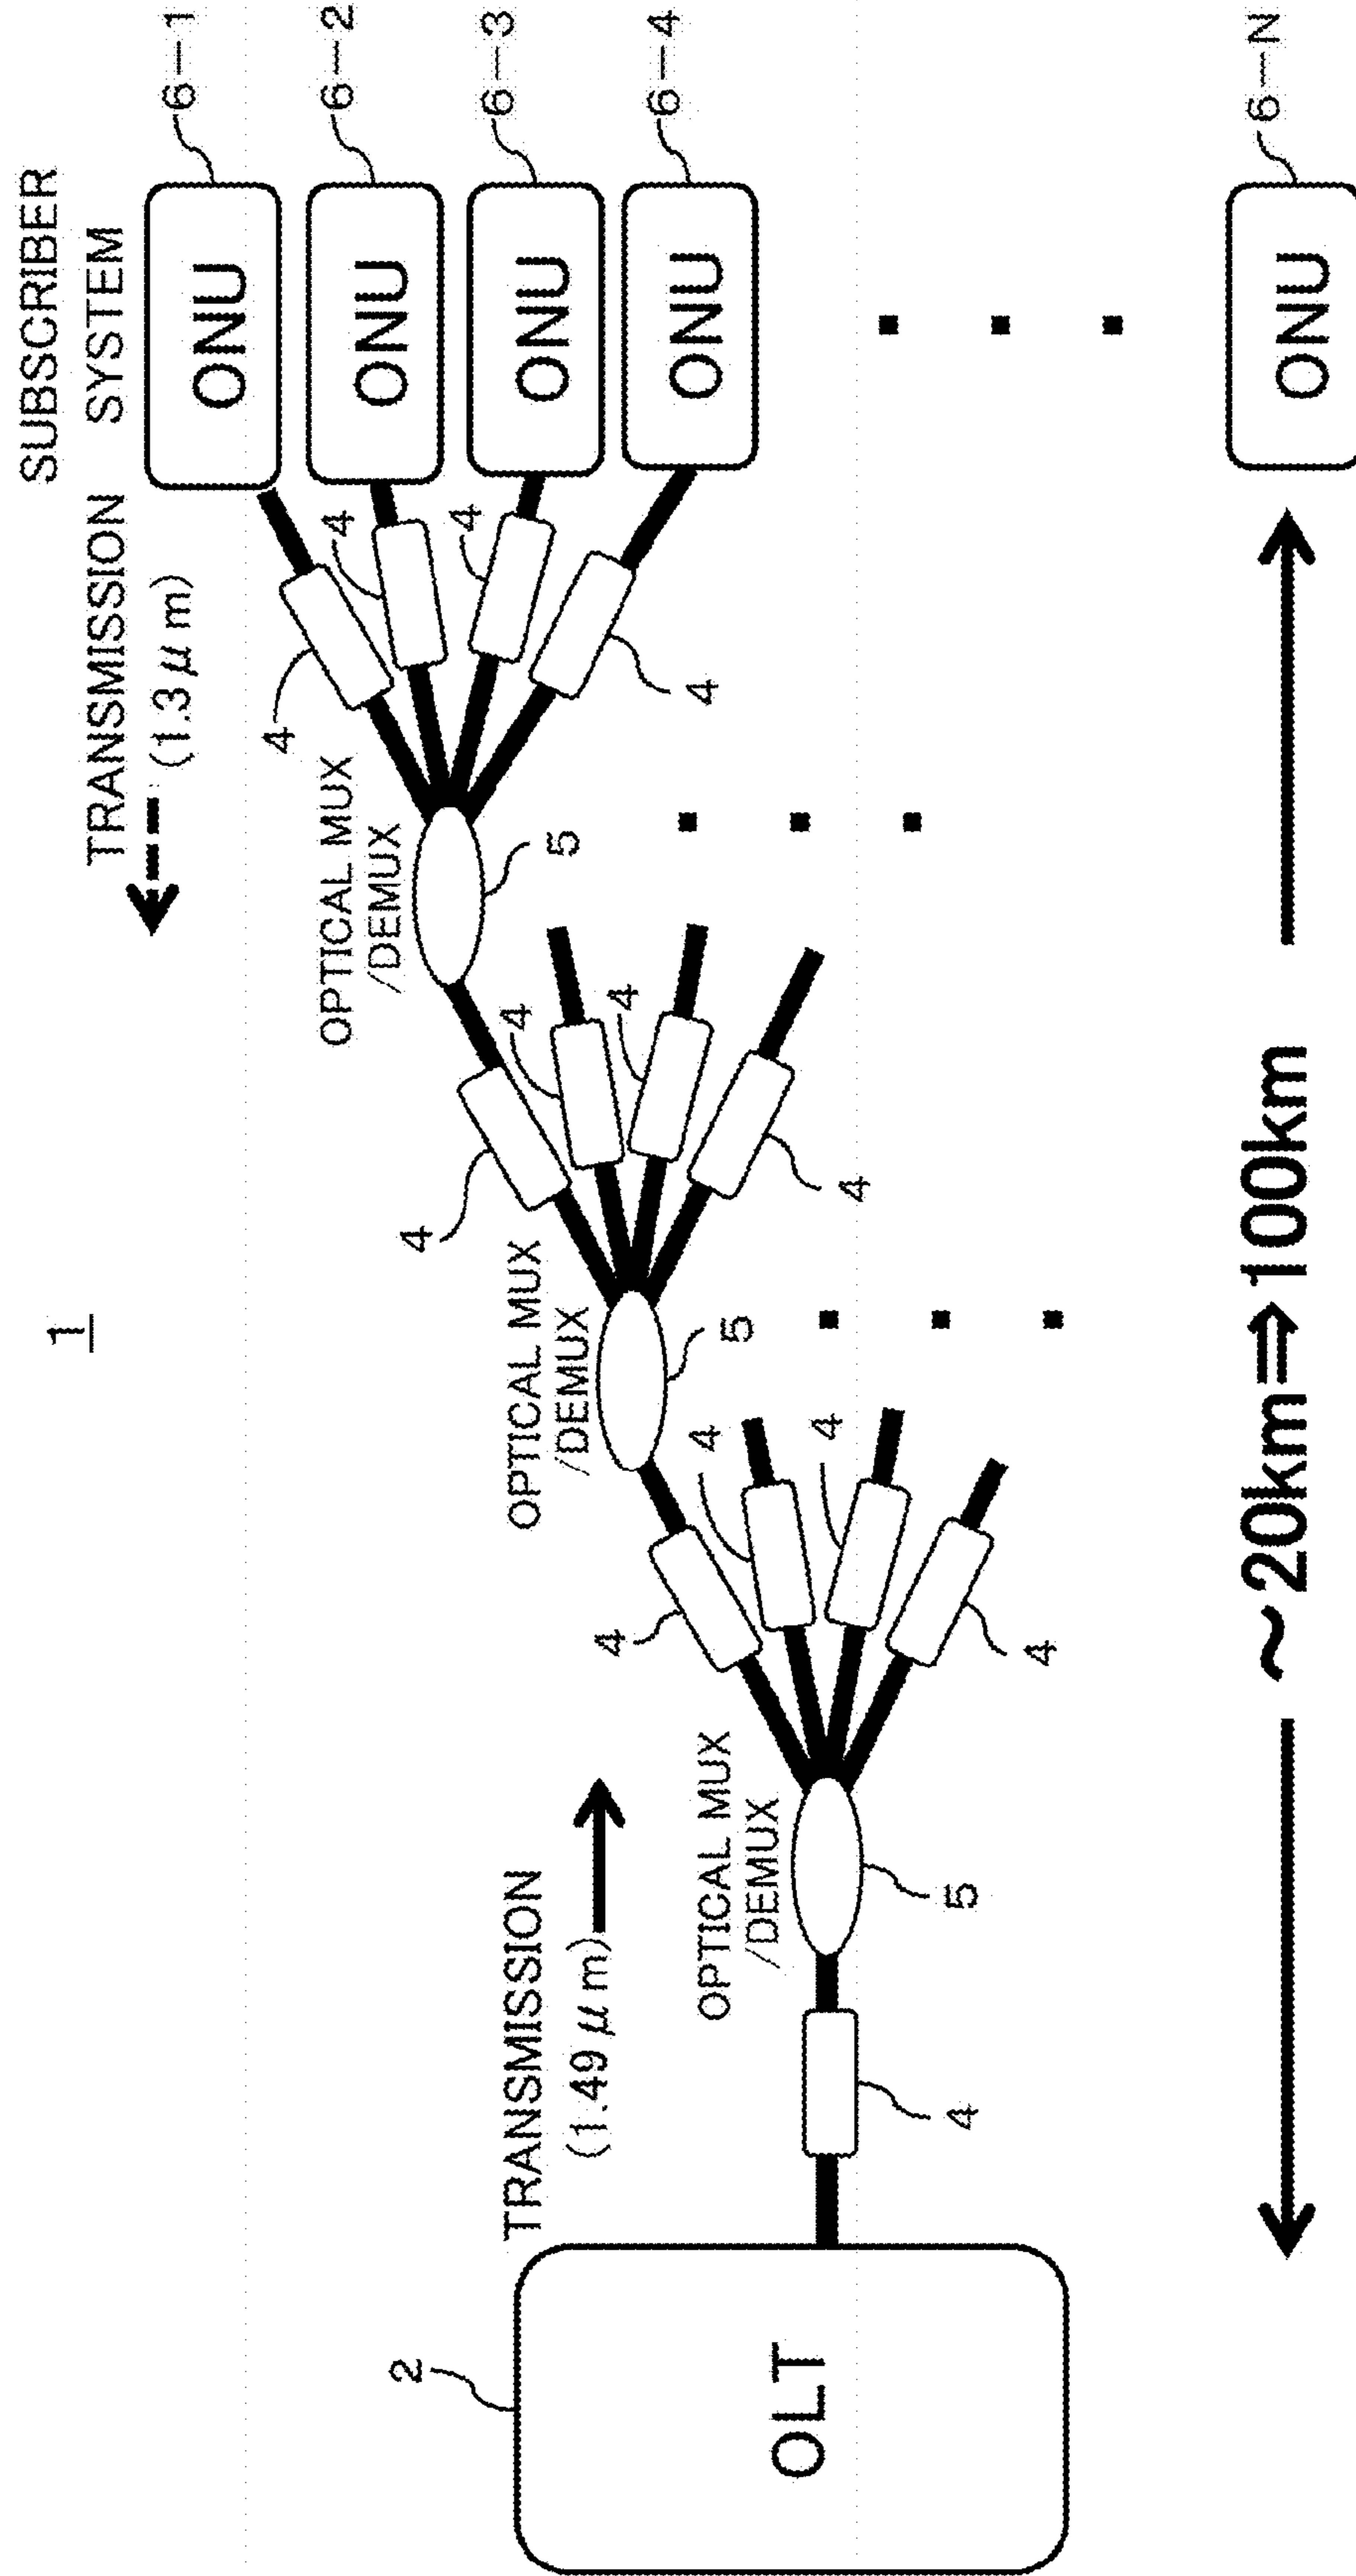 1
SUBSCRIBER
SYSTEM
TRANSMISSION
(1.3μm)
ONU
6-1
ONU
6-2
ONU
6-3
ONU
6-4
ONU
6-N
4
4
4
4
OPTICAL MUX
/DEMUX
5
4
4
4
4
OPTICAL MUX
/DEMUX
5
4
4
4
4
TRANSMISSION
(1.49μm)
OPTICAL MUX
/DEMUX
5
4
2
OLT
~20km⇒100km